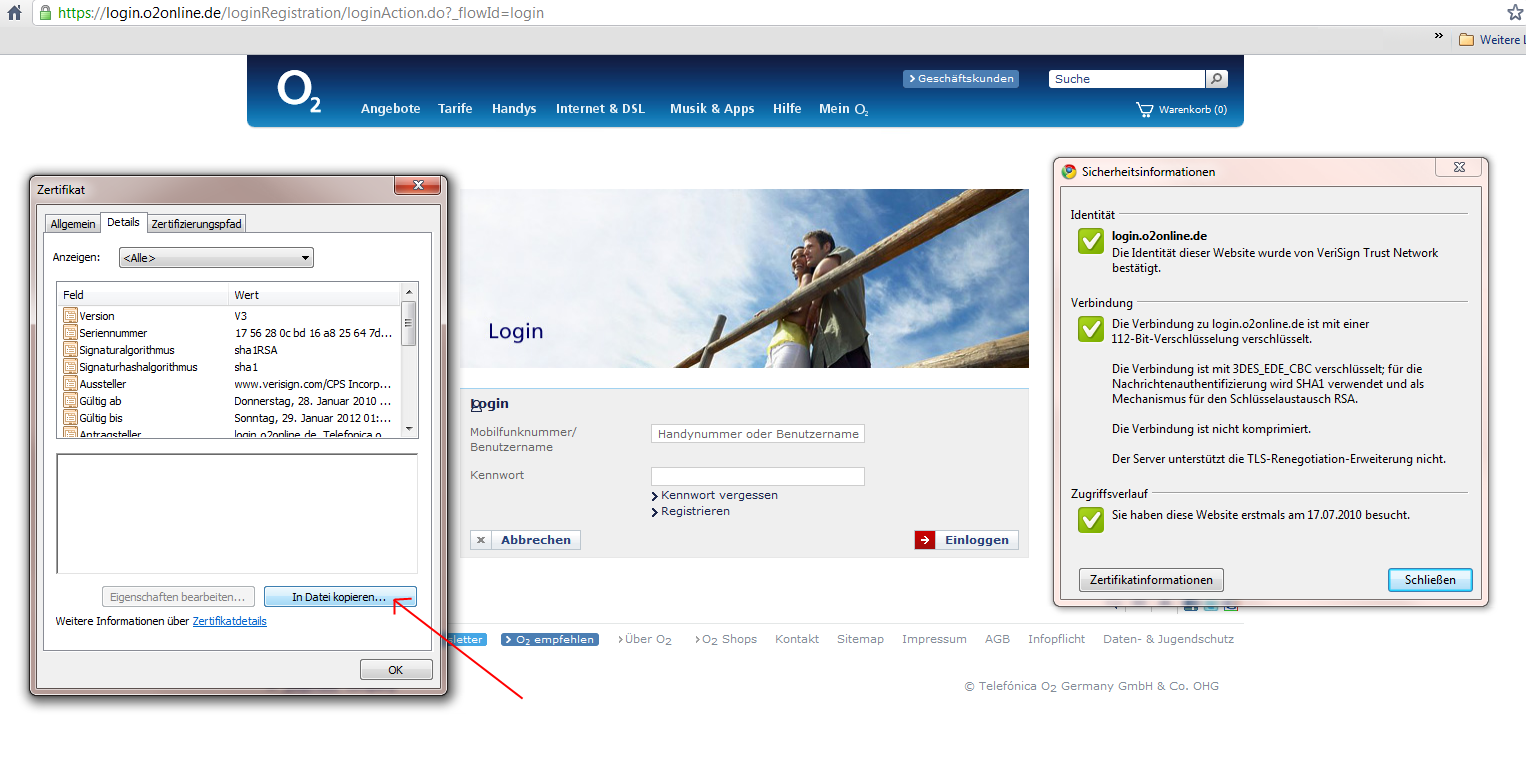 https://login.o2online.de/loginRegistration/loginAction.do?_flowId=login
» Weitere L
O2
Geschäftskunden
Suche
Angebote Tarife Handys Internet & DSL Musik & Apps Hilfe Mein O2
Warenkorb (0)
Zertifikat
Allgemein Details Zertifizierungspfad
Anzeigen: <Alle>
Feld Wert
Version V3
Seriennummer 17 56 28 0c bd 16 a8 25 64 7d...
Signaturalgorithmus sha1RSA
Signaturhashalgorithmus sha1
Aussteller www.verisign.com/CPS Incorp...
Gültig ab Donnerstag, 28. Januar 2010 ...
Gültig bis Sonntag, 29. Januar 2012 01:...
Antragsteller login.o2online.de, Telefonica o...
Eigenschaften bearbeiten... In Datei kopieren...
Weitere Informationen über Zertifikatdetails
OK
Login
Login
Mobilfunknummer/
Benutzername
Handynummer oder Benutzername
Kennwort
Kennwort vergessen
Registrieren
Abbrechen
Einloggen
Sicherheitsinformationen
Identität
login.o2online.de
Die Identität dieser Website wurde von VeriSign Trust Network
bestätigt.
Verbindung
Die Verbindung zu login.o2online.de ist mit einer
112-Bit-Verschlüsselung verschlüsselt.
Die Verbindung ist mit 3DES_EDE_CBC verschlüsselt; für die
Nachrichtenauthentifizierung wird SHA1 verwendet und als
Mechanismus für den Schlüsselaustausch RSA.
Die Verbindung ist nicht komprimiert.
Der Server unterstützt die TLS-Renegotiation-Erweiterung nicht.
Zugriffsverlauf
Sie haben diese Website erstmals am 17.07.2010 besucht.
Zertifikatinformationen
Schließen
sletter O2 empfehlen Über O2 O2 Shops Kontakt Sitemap Impressum AGB Infopflicht Daten- & Jugendschutz
© Telefónica O2 Germany GmbH & Co. OHG